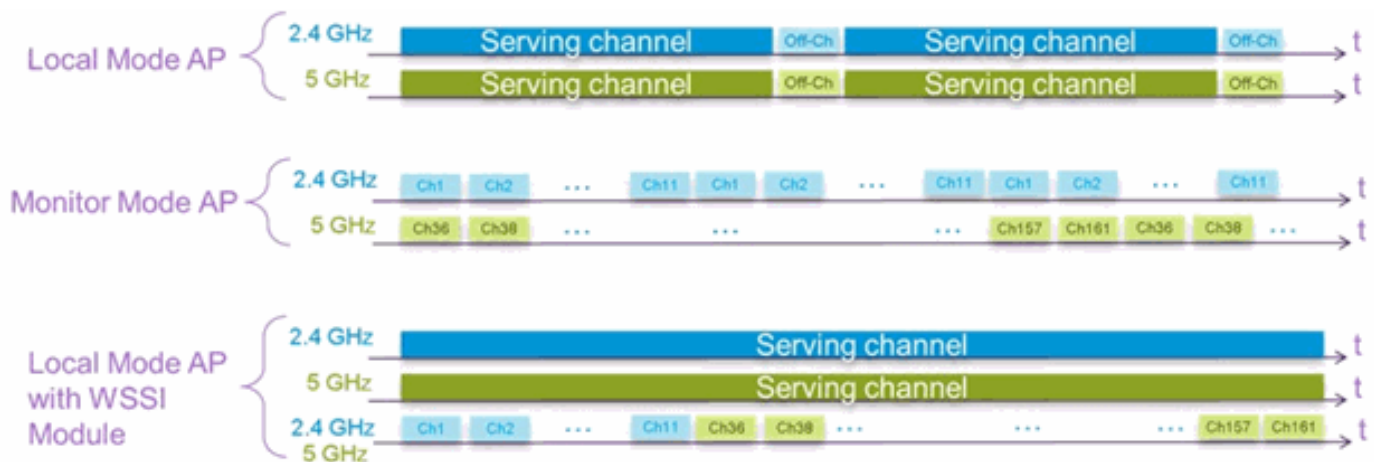 Local Mode AP
2.4 GHz Serving channel Off-Ch Serving channel Off-Ch t
5 GHz Serving channel Off-Ch Serving channel Off-Ch t
Monitor Mode AP
2.4 GHz Ch1 Ch2 ... Ch11 Ch1 Ch2 ... Ch11 Ch1 Ch2 ... Ch11 t
5 GHz Ch36 Ch38 ... ... ... Ch157 Ch161 Ch36 Ch38 ... t
Local Mode AP
with WSSI
Module
2.4 GHz Serving channel t
5 GHz Serving channel t
2.4 GHz Ch1 Ch2 ... Ch11 Ch36 Ch38 ... ... ... Ch157 Ch161 t
5 GHz